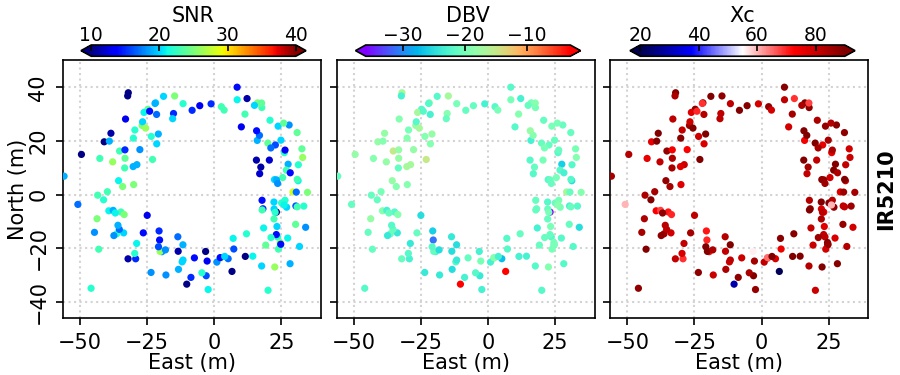 SNR DBV Xc
10 20 30 40 −30 −20 −10 20 40 60 80
40
20
0
−20
−40
North (m)
−50 −25 0 25 −50 −25 0 25 −50 −25 0 25
East (m) East (m) East (m)
IR5210